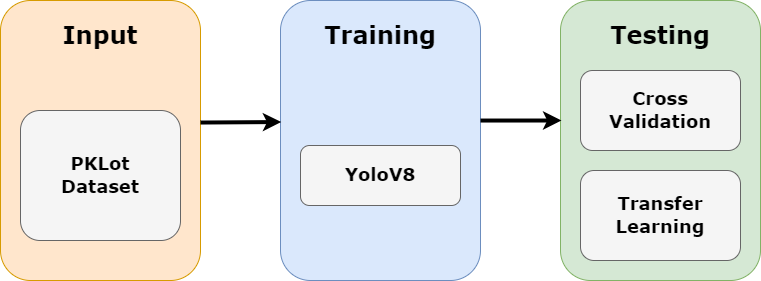 Input
PKLot
Dataset
Training
YoloV8
Testing
Cross
Validation
Transfer
Learning